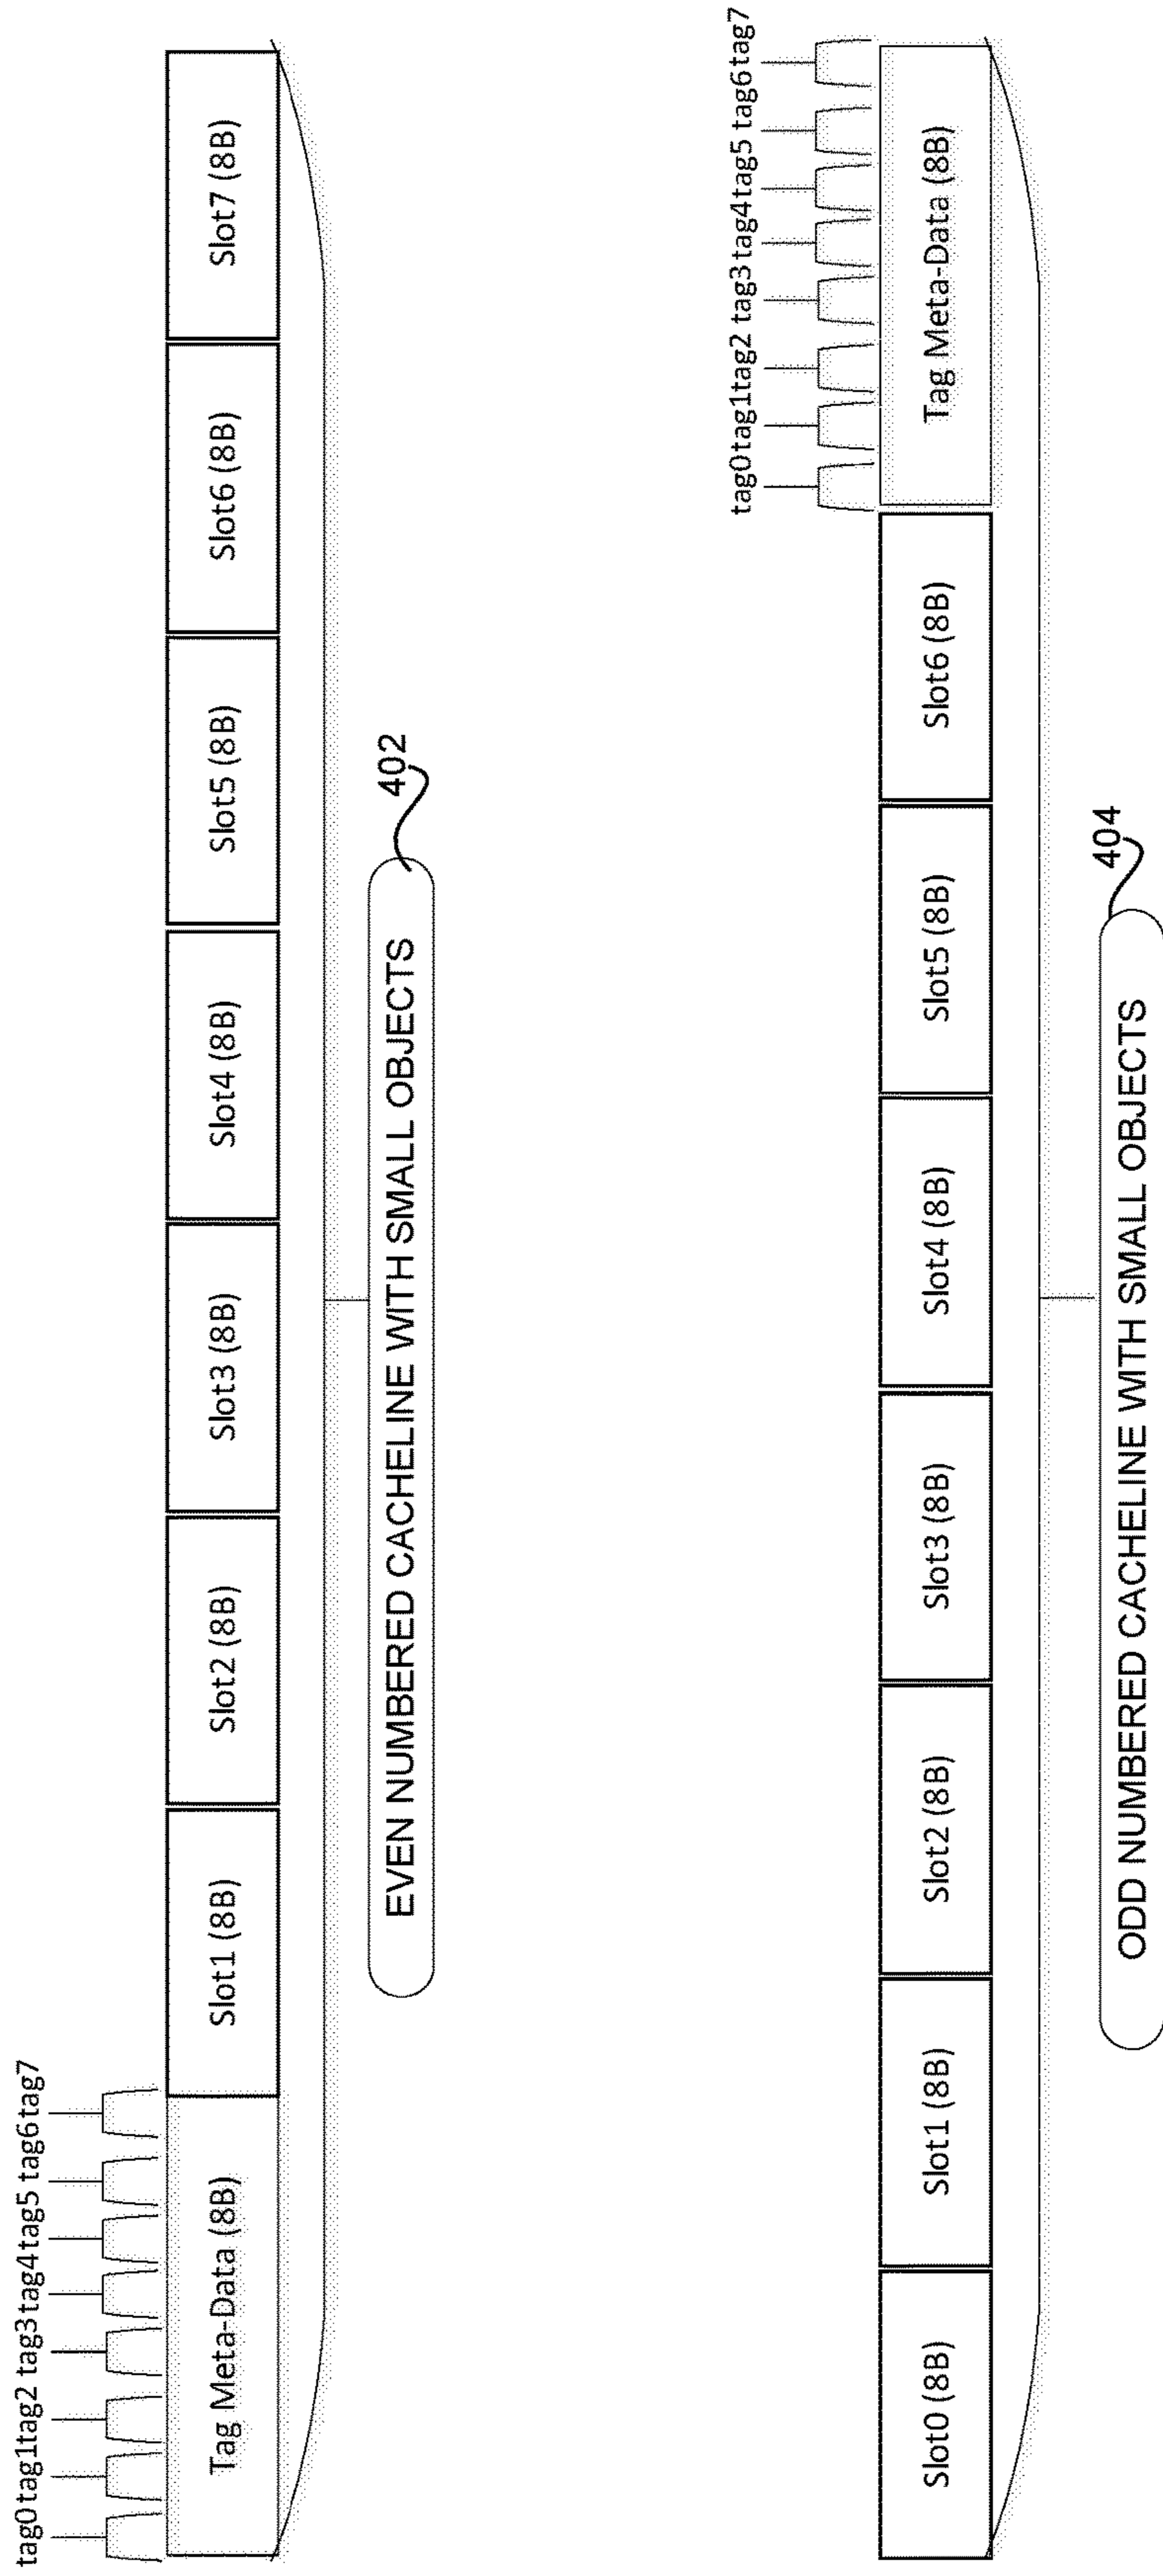 tag0 tag1 tag2 tag3 tag4 tag5 tag6 tag7
Tag Meta-Data (8B) Slot1 (8B) Slot2 (8B) Slot3 (8B) Slot4 (8B) Slot5 (8B) Slot6 (8B) Slot7 (8B)
402
EVEN NUMBERED CACHELINE WITH SMALL OBJECTS
tag0 tag1 tag2 tag3 tag4 tag5 tag6 tag7
Slot0 (8B) Slot1 (8B) Slot2 (8B) Slot3 (8B) Slot4 (8B) Slot5 (8B) Slot6 (8B) Tag Meta-Data (8B)
404
ODD NUMBERED CACHELINE WITH SMALL OBJECTS